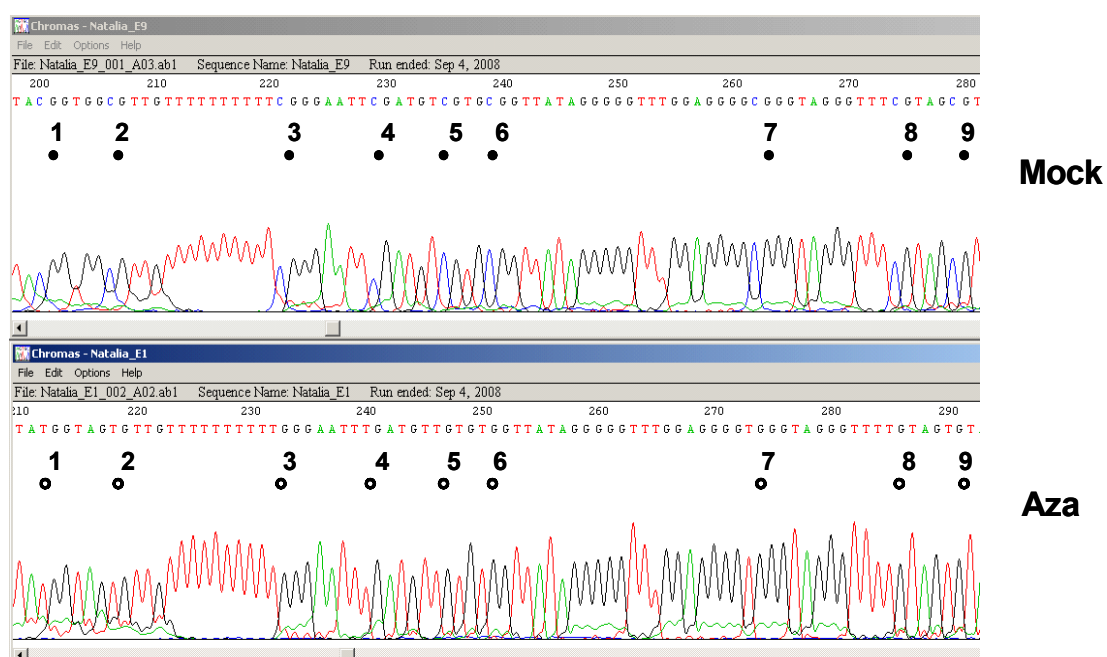 Chromas - Natalia_E9
File Edit Options Help
File: Natalia_E9_001_A03.ab1 Sequence Name: Natalia_E9 Run ended: Sep 4, 2008
200 210 220 230 240 250 260 270 280
T A C G G T G G C G T T G T T T T T T T T T T C G G G A A T T C G A T G T C G T G C G G T T A T A G G G G G T T T G G A G G G G C G G G T A G G G T T T C G T A G C G T
1 2 3 4 5 6 7 8 9
Mock
Chromas - Natalia_E1
File Edit Options Help
File: Natalia_E1_002_A02.ab1 Sequence Name: Natalia_E1 Run ended: Sep 4, 2008
210 220 230 240 250 260 270 280 290
T A T G G T A G T G T T G T T T T T T T T T T G G G A A T T T G A T G T T G T G T G G T T A T A G G G G G T T T G G A G G G G T G G G T A G G G T T T T G T A G T G T
1 2 3 4 5 6 7 8 9
Aza